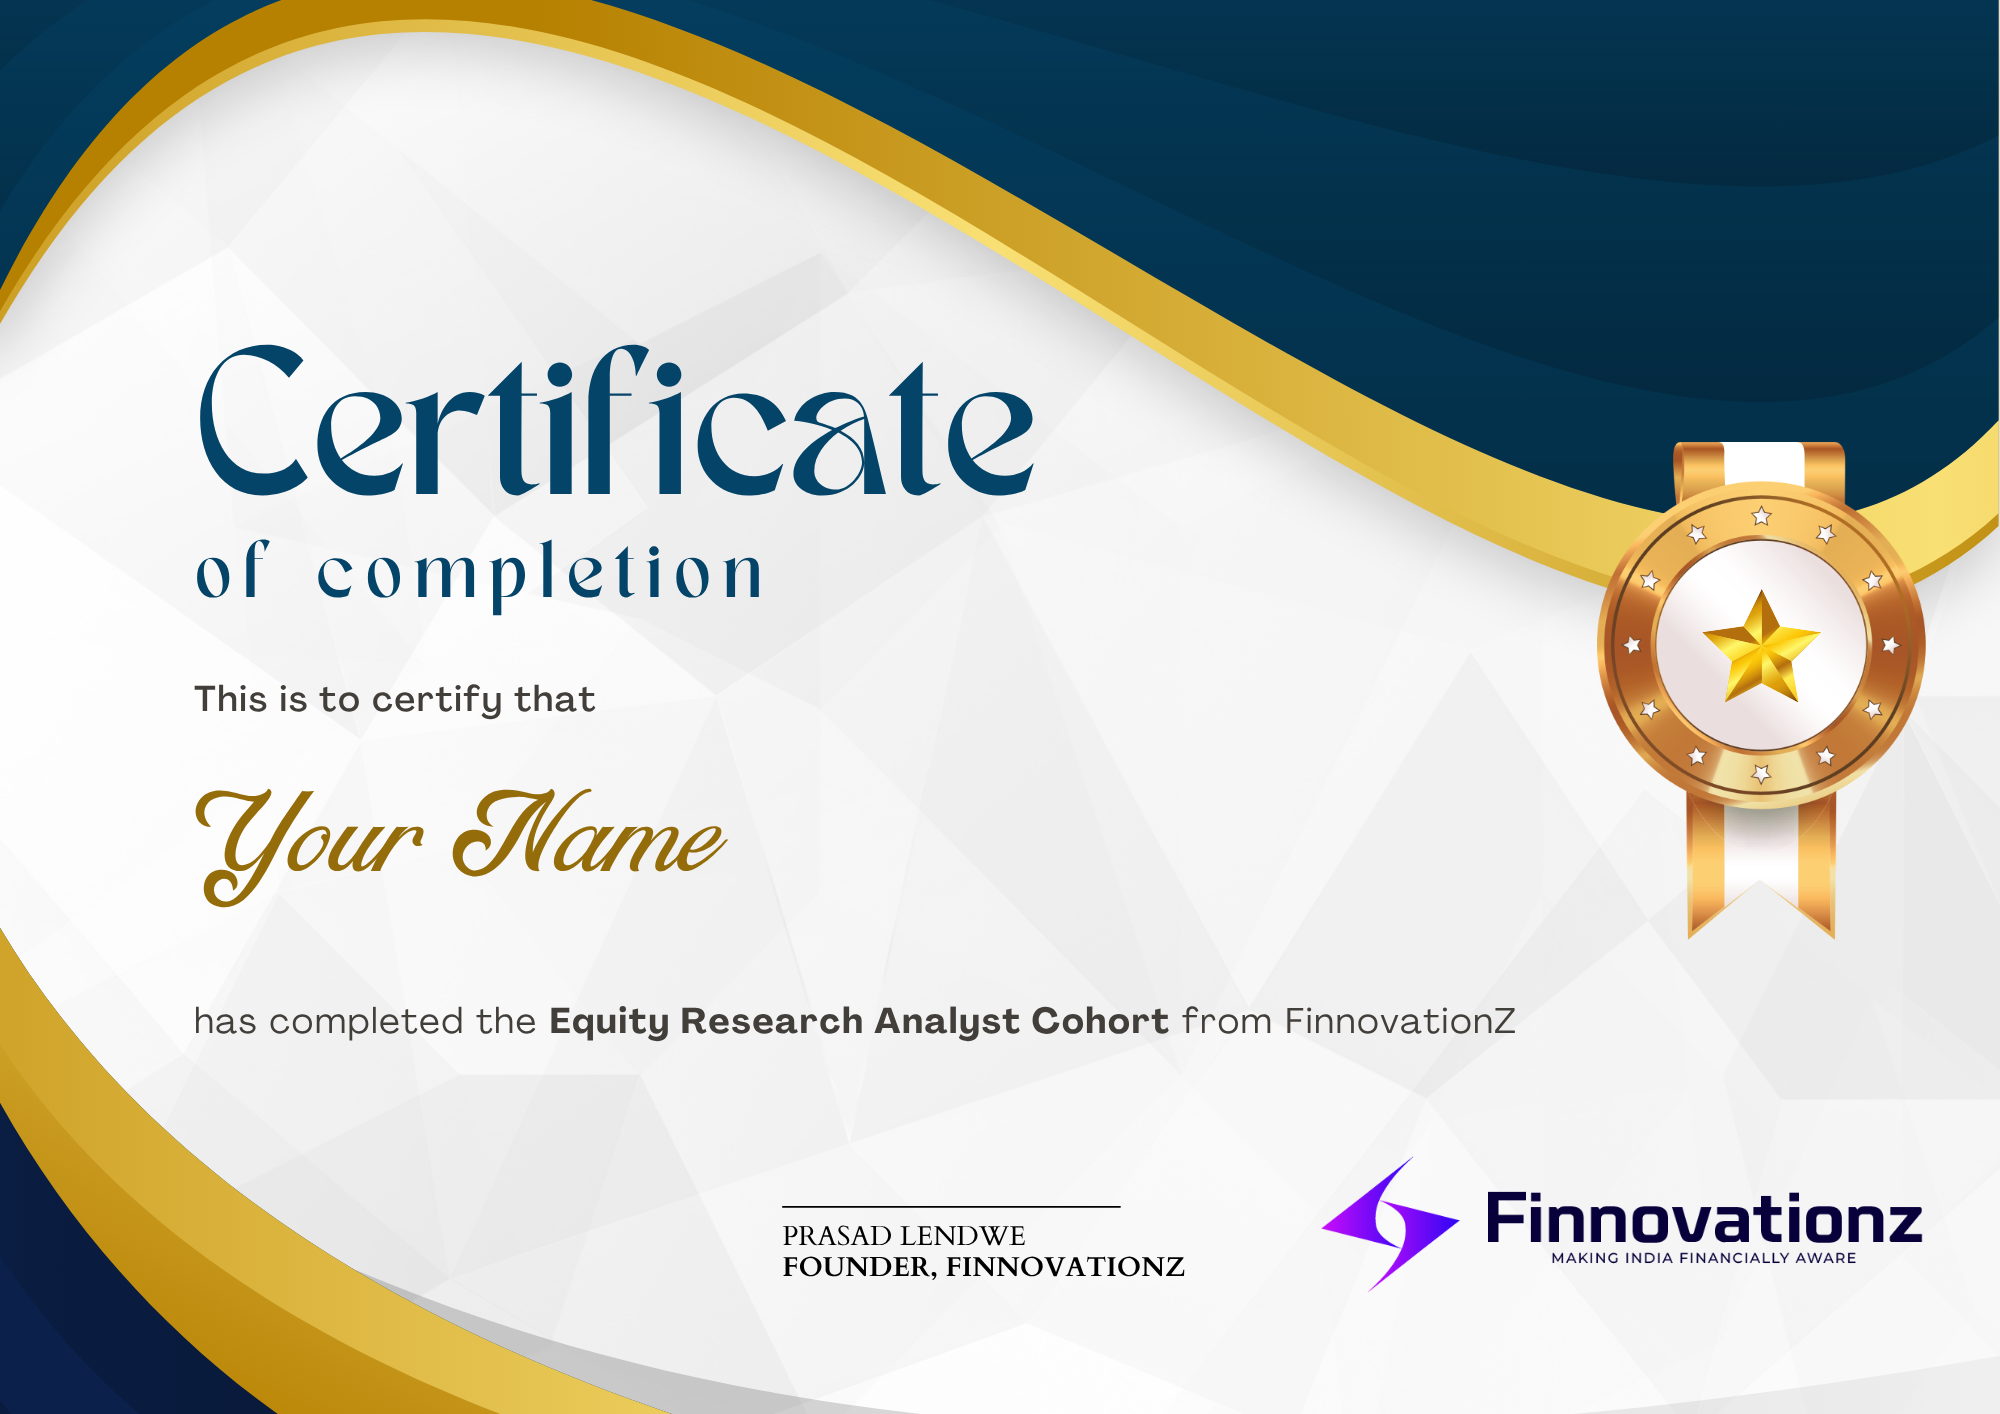 Certificate
of completion
This is to certify that
Your Name
has completed the Equity Research Analyst Cohort from FinnovationZ
PRASAD LENDWE
FOUNDER, FINNOVATIONZ
Finnovationz
MAKING INDIA FINANCIALLY AWARE